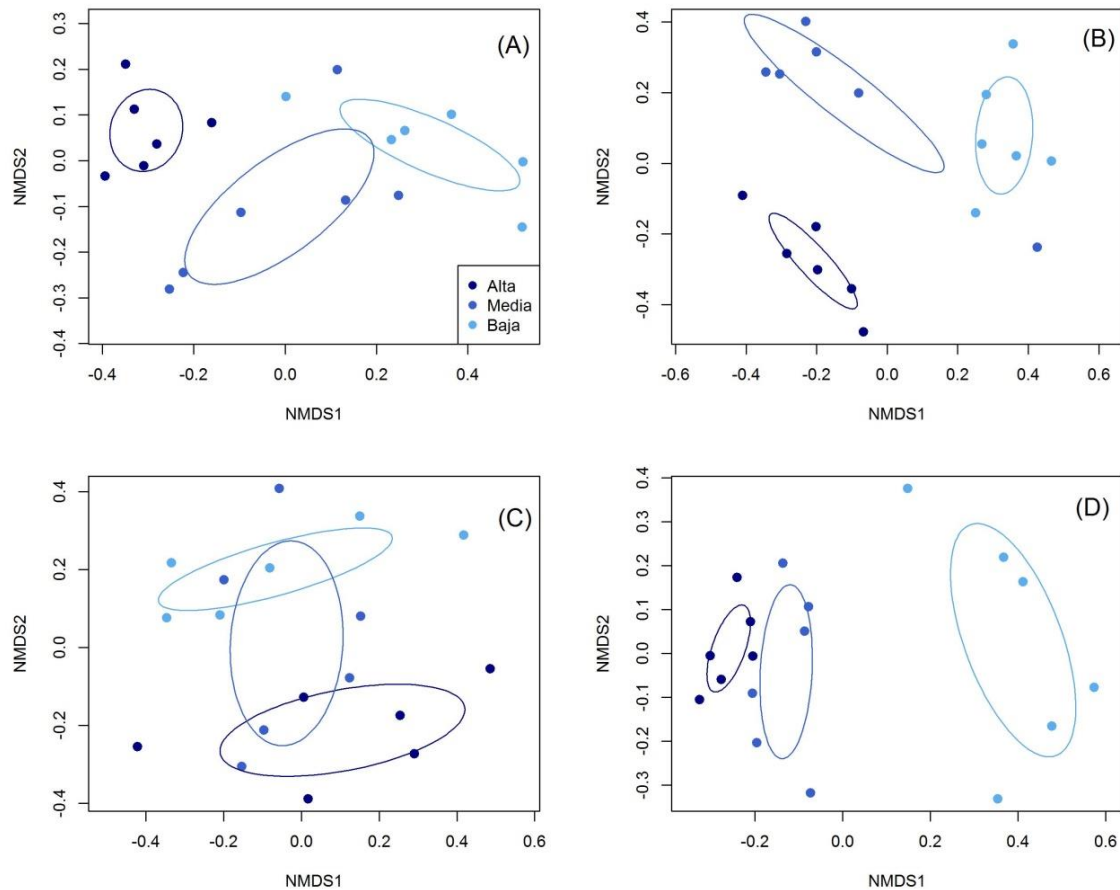 (A)
NMDS2
0.3
0.2
0.1
0.0
-0.1
-0.2
-0.3
-0.4
Alta
Media
Baja
-0.4 -0.2 0.0 0.2 0.4
NMDS1
(B)
NMDS2
0.4
0.2
0.0
-0.2
-0.4
-0.6 -0.4 -0.2 0.0 0.2 0.4 0.6
NMDS1
(C)
NMDS2
0.4
0.2
0.0
-0.2
-0.4
-0.4 -0.2 0.0 0.2 0.4 0.6
NMDS1
(D)
NMDS2
0.4
0.3
0.2
0.1
0.0
-0.1
-0.2
-0.3
-0.2 0.0 0.2 0.4 0.6
NMDS1